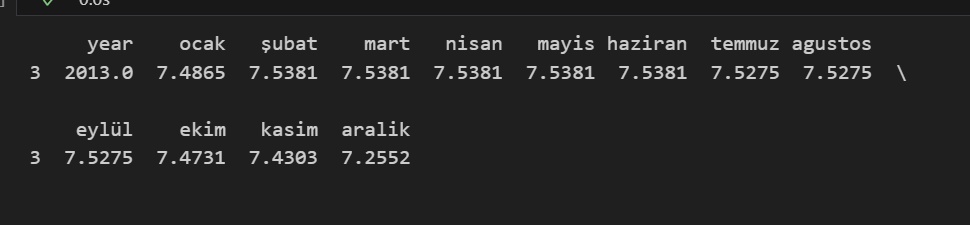 0.0s
year ocak şubat mart nisan mayis haziran temmuz agustos
3 2013.0 7.4865 7.5381 7.5381 7.5381 7.5381 7.5381 7.5275 7.5275 \
eylül ekim kasim aralik
3 7.5275 7.4731 7.4303 7.2552